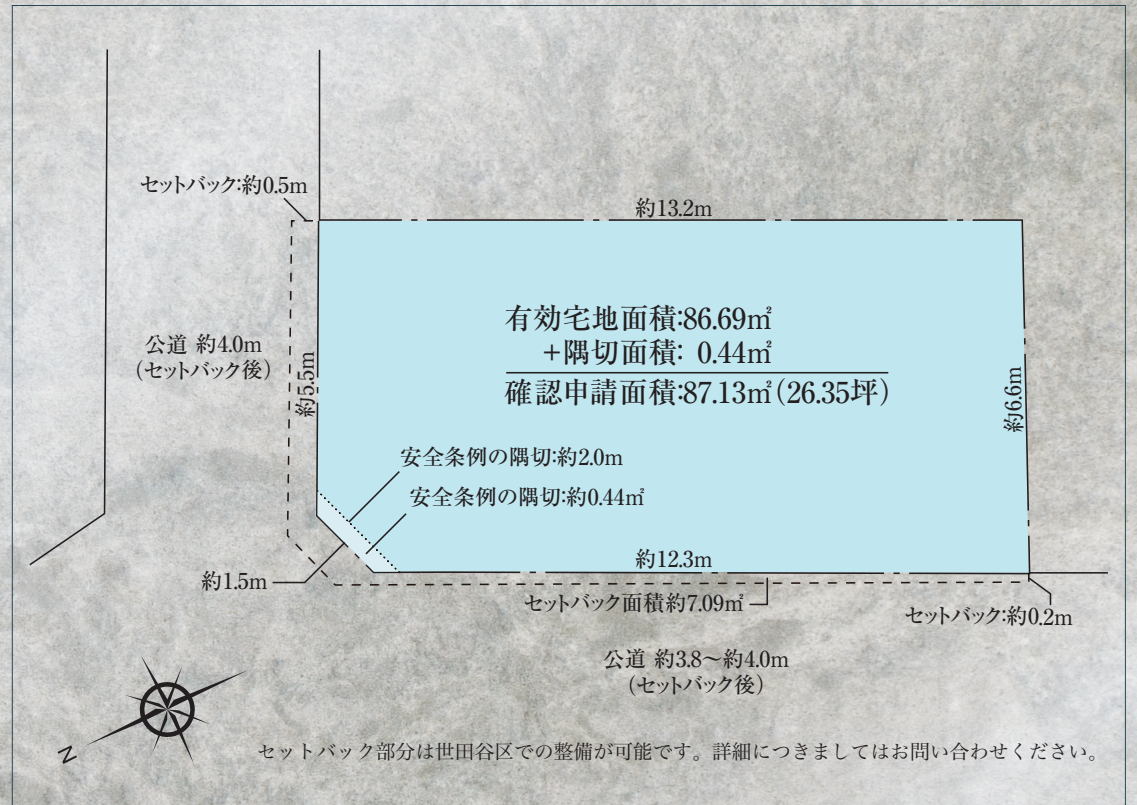 セットバック:約0.5m
約13.2m
有効宅地面積:86.69㎡
+隅切面積: 0.44㎡
確認申請面積:87.13㎡(26.35坪)
公道 約4.0m
(セットバック後)
約5.5m
約6.6m
安全条例の隅切:約2.0m
安全条例の隅切:約0.44㎡
約12.3m
約1.5m
セットバック面積約7.09㎡
セットバック:約0.2m
公道 約3.8〜約4.0m
(セットバック後)
N
セットバック部分は世田谷区での整備が可能です。詳細につきましてはお問い合わせください。